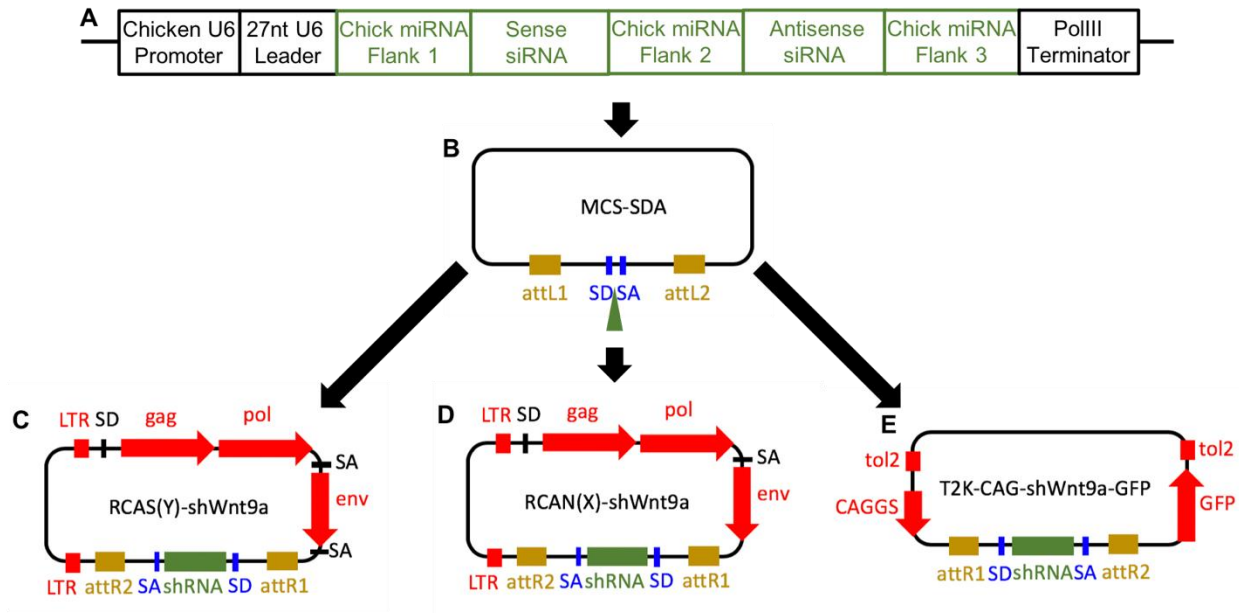 A
Chicken U6
Promoter
27nt U6
Leader
Chick miRNA
Flank 1
Sense
siRNA
Chick miRNA
Flank 2
Antisense
siRNA
Chick miRNA
Flank 3
PolIII
Terminator
B
MCS-SDA
attL1
SD
SA
attL2
C
LTR
SD
gag
pol
SA
env
RCAS(Y)-shWnt9a
SA
LTR
attR2
SA
shRNA
SD
attR1
D
LTR
SD
gag
pol
SA
env
RCAN(X)-shWnt9a
LTR
attR2
SA
shRNA
SD
attR1
E
tol2
tol2
T2K-CAG-shWnt9a-GFP
CAGGS
GFP
attR1
SD
shRNA
SA
attR2